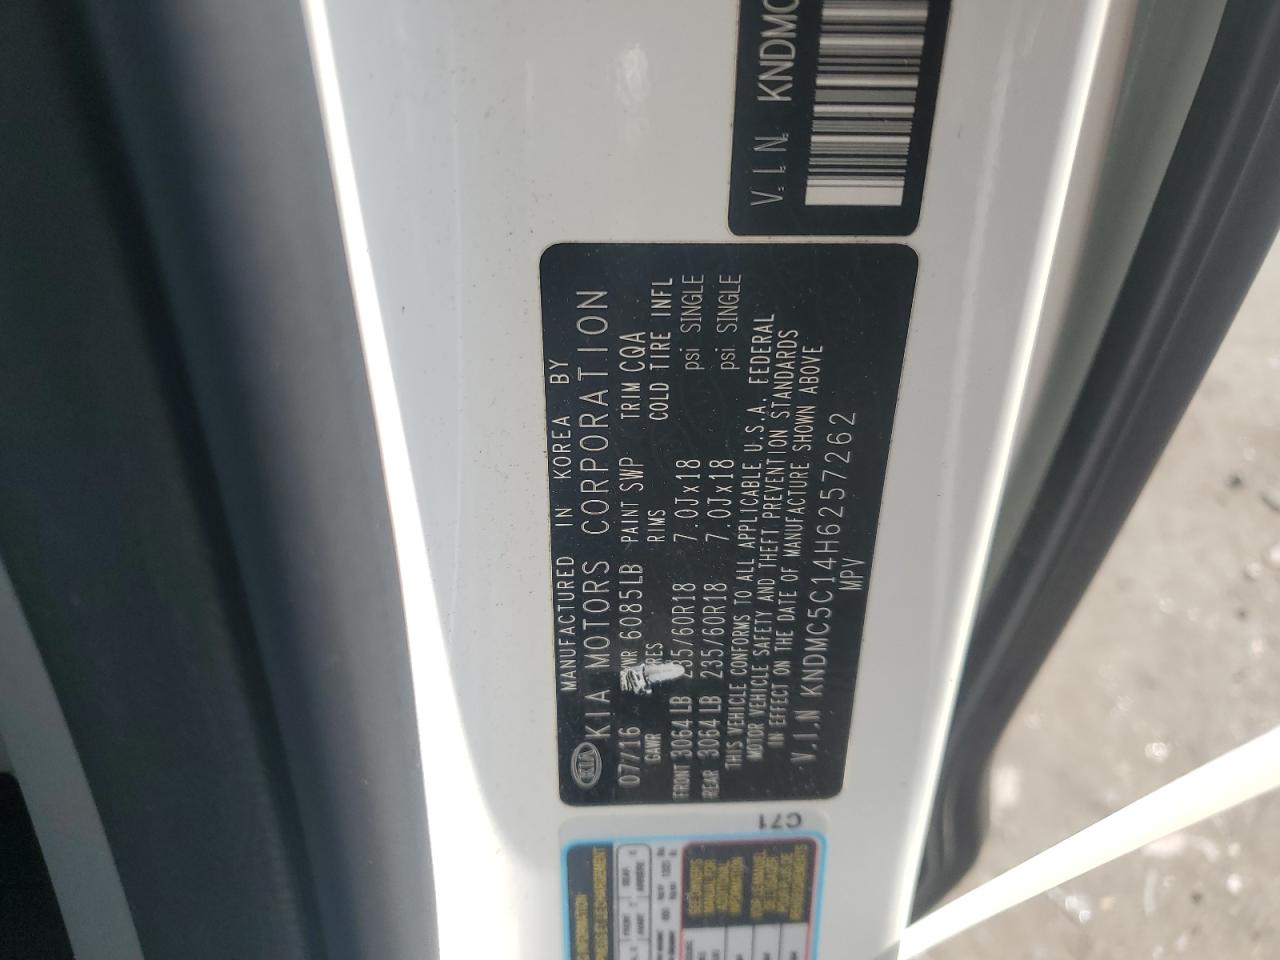 MANUFACTURED IN KOREA BY
KIA KIA MOTORS CORPORATION
07/16 GVWR 6085LB PAINT SWP TRIM CQA
GAWR TIRES RIMS COLD TIRE INFL
FRONT 3064 LB 235/60R18 7.0Jx18 psi SINGLE
REAR 3064 LB 235/60R18 7.0Jx18 psi SINGLE
THIS VEHICLE CONFORMS TO ALL APPLICABLE U.S.A. FEDERAL
MOTOR VEHICLE SAFETY AND THEFT PREVENTION STANDARDS
IN EFFECT ON THE DATE OF MANUFACTURE SHOWN ABOVE
V.I.N KNDMC5C14H6257262
MPV
V.I.N. KNDMC
C71